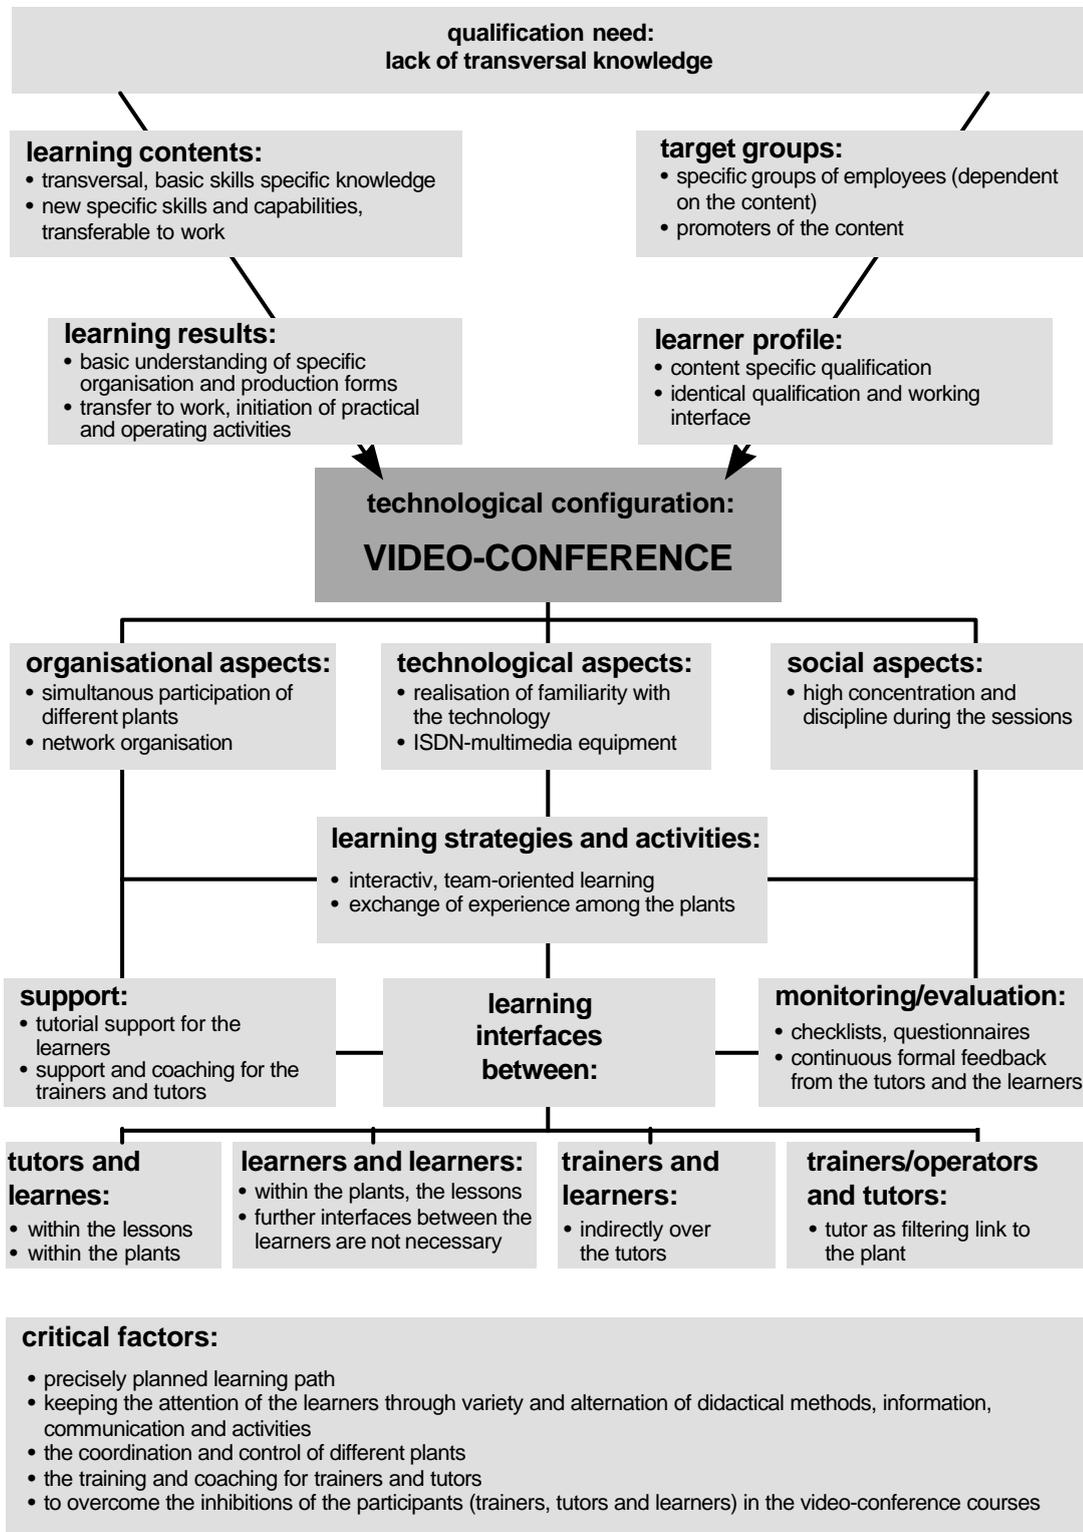 qualification need:
lack of transversal knowledge
learning contents:
• transversal, basic skills specific knowledge
• new specific skills and capabilities,
transferable to work
target groups:
• specific groups of employees (dependent
on the content)
• promoters of the content
learning results:
• basic understanding of specific
organisation and production forms
• transfer to work, initiation of practical
and operating activities
learner profile:
• content specific qualification
• identical qualification and working
interface
technological configuration:
VIDEO-CONFERENCE
organisational aspects:
• simultanous participation of
different plants
• network organisation
technological aspects:
• realisation of familiarity with
the technology
• ISDN-multimedia equipment
social aspects:
• high concentration and
discipline during the sessions
learning strategies and activities:
• interactiv, team-oriented learning
• exchange of experience among the plants
support:
• tutorial support for the
learners
• support and coaching for the
trainers and tutors
learning
interfaces
between:
monitoring/evaluation:
• checklists, questionnaires
• continuous formal feedback
from the tutors and the learners
tutors and
learnes:
• within the lessons
• within the plants
learners and learners:
• within the plants, the lessons
• further interfaces between the
learners are not necessary
trainers and
learners:
• indirectly over
the tutors
trainers/operators
and tutors:
• tutor as filtering link to
the plant
critical factors:
• precisely planned learning path
• keeping the attention of the learners through variety and alternation of didactical methods, information,
communication and activities
• the coordination and control of different plants
• the training and coaching for trainers and tutors
• to overcome the inhibitions of the participants (trainers, tutors and learners) in the video-conference courses